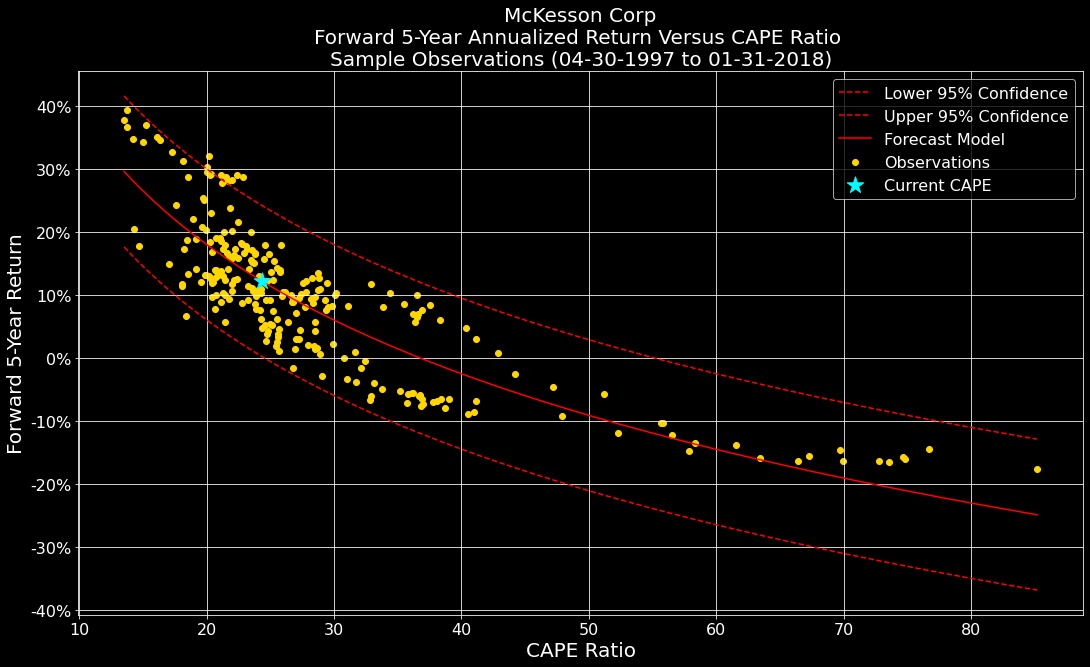 McKesson Corp
Forward 5-Year Annualized Return Versus CAPE Ratio
Sample Observations (04-30-1997 to 01-31-2018)
Lower 95% Confidence
Upper 95% Confidence
Forecast Model
Observations
Current CAPE
Forward 5-Year Return
40%
30%
20%
10%
0%
-10%
-20%
-30%
-40%
10 20 30 40 50 60 70 80
CAPE Ratio